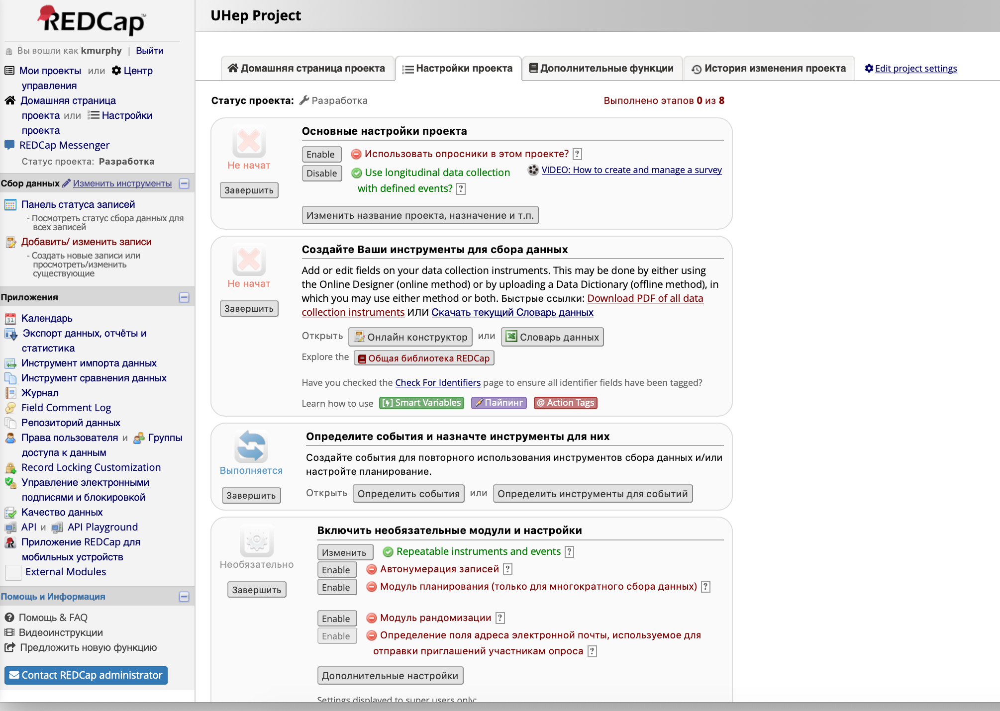 REDCap™
Вы вошли как kmurphy | Выйти
Мои проекты или Центр
управления
Домашняя страница
проекта или Настройки
проекта
REDCap Messenger
Статус проекта: Разработка
Сбор данных Изменить инструменты
Панель статуса записей
- Посмотреть статус сбора данных для
всех записей
Добавить/ изменить записи
- Создать новые записи или
просмотреть/изменить
существующие
Приложения
Календарь
Экспорт данных, отчёты и
статистика
Инструмент импорта данных
Инструмент сравнения данных
Журнал
Field Comment Log
Репозиторий данных
Права пользователя и Группы
доступа к данным
Record Locking Customization
Управление электронными
подписями и блокировкой
Качество данных
API и API Playground
Приложение REDCap для
мобильных устройств
External Modules
Помощь и Информация
Помощь & FAQ
Видеоинструкции
Предложить новую функцию
Contact REDCap administrator
UHep Project
Домашняя страница проекта
Настройки проекта
Дополнительные функции
История изменения проекта
Edit project settings
Статус проекта: Разработка
Выполнено этапов 0 из 8
Не начат
Завершить
Основные настройки проекта
Enable Использовать опросники в этом проекте? ?
VIDEO: How to create and manage a survey
Disable Use longitudinal data collection
with defined events? ?
Изменить название проекта, назначение и т.п.
Не начат
Завершить
Создайте Ваши инструменты для сбора данных
Add or edit fields on your data collection instruments. This may be done by either using
the Online Designer (online method) or by uploading a Data Dictionary (offline method), in
which you may use either method or both. Быстрые ссылки: Download PDF of all data
collection instruments ИЛИ Скачать текущий Словарь данных
Открыть Онлайн конструктор или Словарь данных
Explore the Общая библиотека REDCap
Have you checked the Check For Identifiers page to ensure all identifier fields have been tagged?
Learn how to use [⚡] Smart Variables Пайпинг @ Action Tags
Выполняется
Завершить
Определите события и назначте инструменты для них
Создайте события для повторного использования инструментов сбора данных и/или
настройте планирование.
Открыть Определить события или Определить инструменты для событий
Необязательно
Завершить
Включить необязательные модули и настройки
Изменить Repeatable instruments and events ?
Enable Автонумерация записей ?
Enable Модуль планирования (только для многократного сбора данных) ?
Enable Модуль рандомизации ?
Enable Определение поля адреса электронной почты, используемое для
отправки приглашений участникам опроса ?
Дополнительные настройки
Settings displayed to super users only: